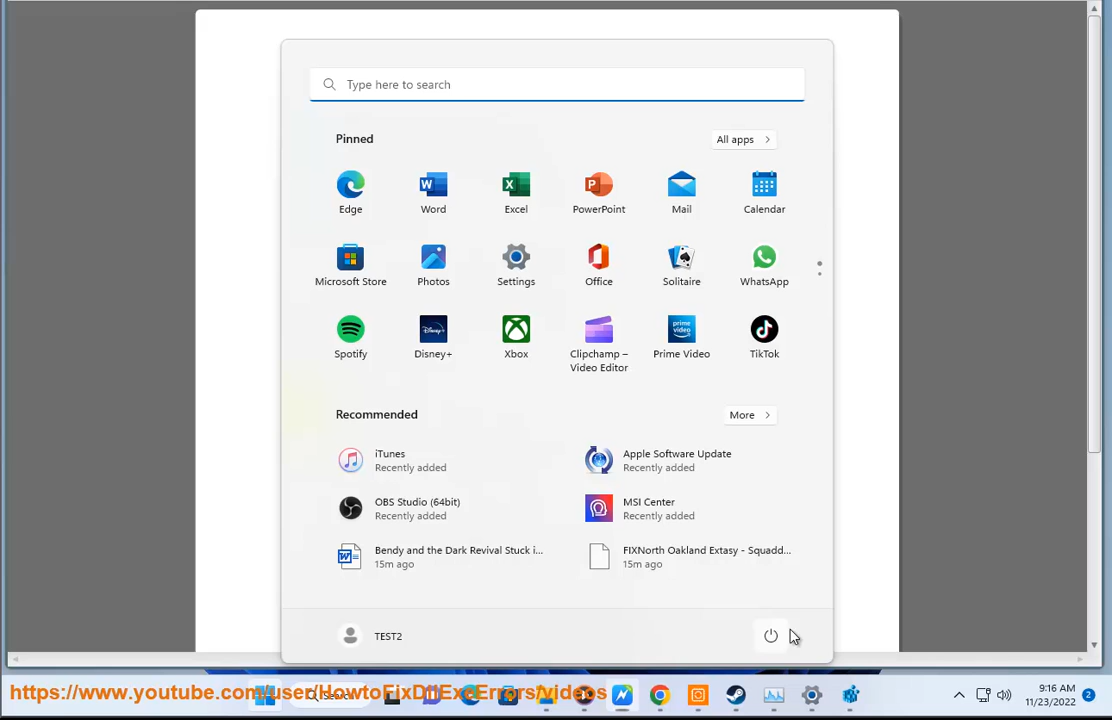 Type here to search
Pinned
All apps
Edge
Word
Excel
PowerPoint
Mail
Calendar
Microsoft Store
Photos
Settings
Office
Solitaire
WhatsApp
Spotify
Disney+
Xbox
Clipchamp –
Video Editor
Prime Video
TikTok
Recommended
More
iTunes
Recently added
Apple Software Update
Recently added
OBS Studio (64bit)
Recently added
MSI Center
Recently added
Bendy and the Dark Revival Stuck i...
15m ago
FIXNorth Oakland Extasy - Squadd...
15m ago
TEST2
https://www.youtube.com/user/HowtoFixDllExeErrors/videos
Search
9:16 AM
11/23/2022
2